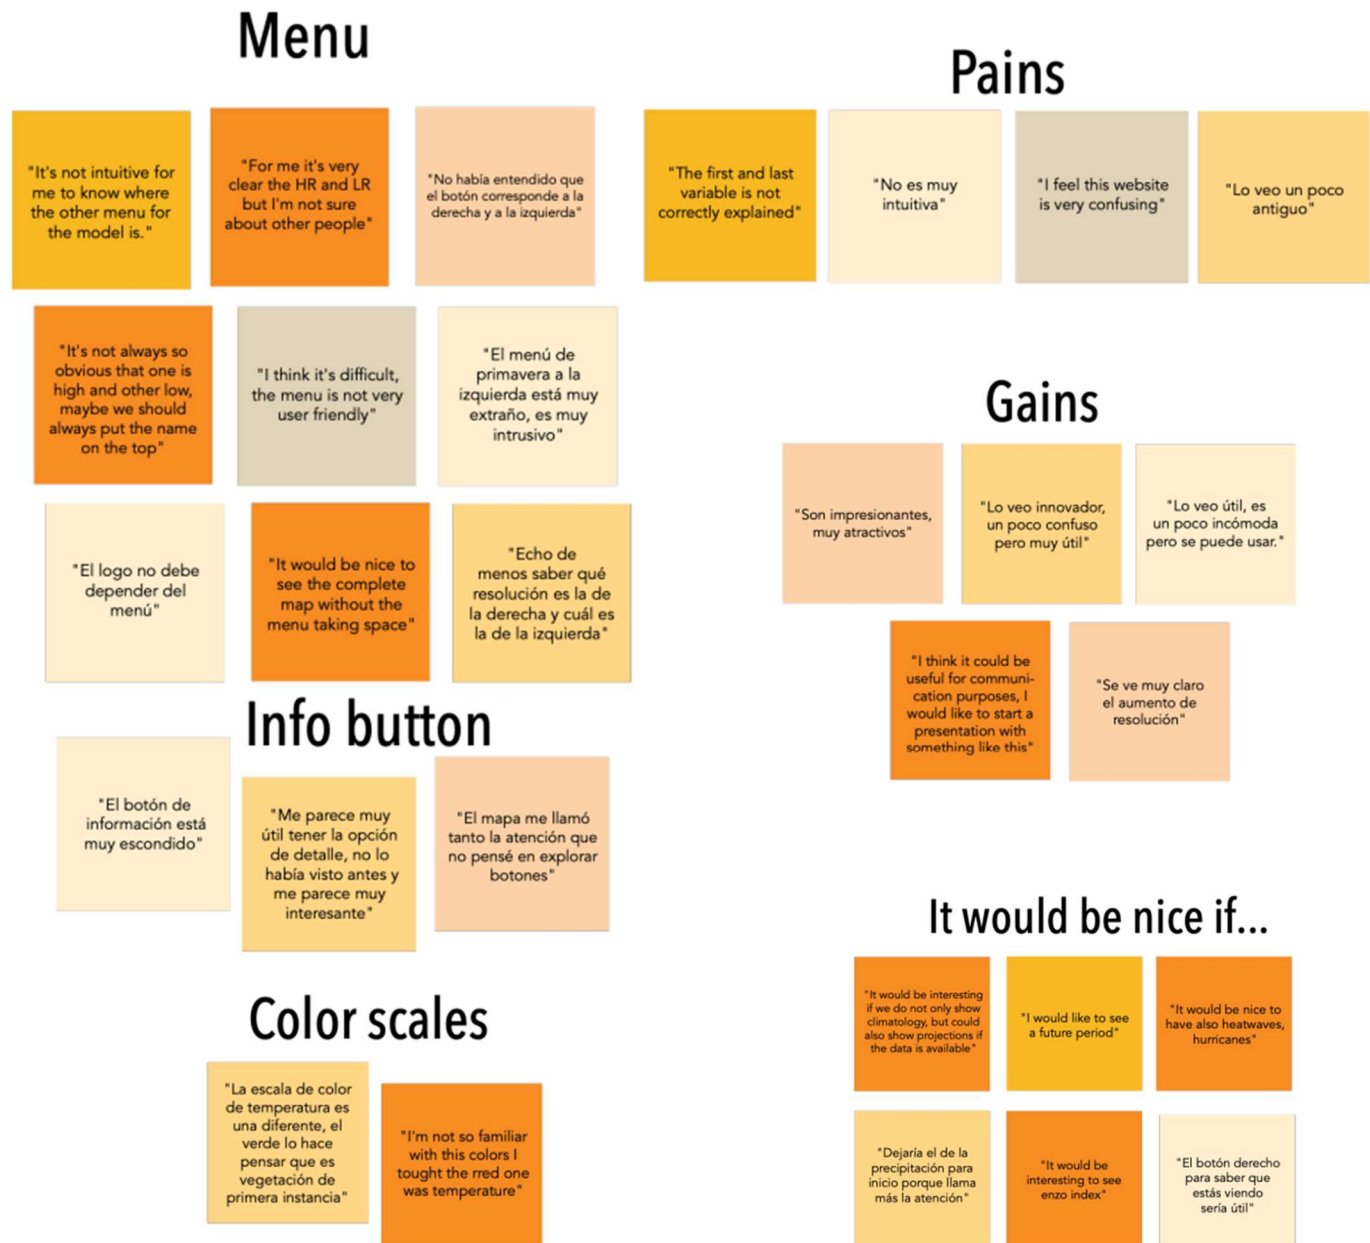 Menu
"It's not intuitive for
me to know where
the other menu for
the model is."
"For me it's very
clear the HR and LR
but I'm not sure
about other people"
"No había entendido que
el botón corresponde a la
derecha y a la izquierda"
"It's not always so
obvious that one is
high and other low,
maybe we should
always put the name
on the top"
"I think it's difficult,
the menu is not very
user friendly"
"El menú de
primavera a la
izquierda está muy
extraño, es muy
intrusivo"
"El logo no debe
depender del
menú"
"It would be nice to
see the complete
map without the
menu taking space"
"Echo de
menos saber qué
resolución es la de
la derecha y cuál es
la de la izquierda"
Info button
"El botón de
información está
muy escondido"
"Me parece muy
útil tener la opción
de detalle, no lo
había visto antes y
me parece muy
interesante"
"El mapa me llamó
tanto la atención que
no pensé en explorar
botones"
Color scales
"La escala de color
de temperatura es
una diferente, el
verde lo hace
pensar que es
vegetación de
primera instancia"
"I'm not so familiar
with this colors I
tought the rred one
was temperature"
Pains
"The first and last
variable is not
correctly explained"
"No es muy
intuitiva"
"I feel this website
is very confusing"
"Lo veo un poco
antiguo"
Gains
"Son impresionantes,
muy atractivos"
"Lo veo innovador,
un poco confuso
pero muy útil"
"Lo veo útil, es
un poco incómoda
pero se puede usar."
"I think it could be
useful for communi-
cation purposes, I
would like to start a
presentation with
something like this"
"Se ve muy claro
el aumento de
resolución"
It would be nice if...
"It would be interesting
if we do not only show
climatology, but could
also show projections if
the data is available"
"I would like to see
a future period"
"It would be nice to
have also heatwaves,
hurricanes"
"Dejaría el de la
precipitación para
inicio porque llama
más la atención"
"It would be
interesting to see
enzo index"
"El botón derecho
para saber que
estás viendo
sería útil"